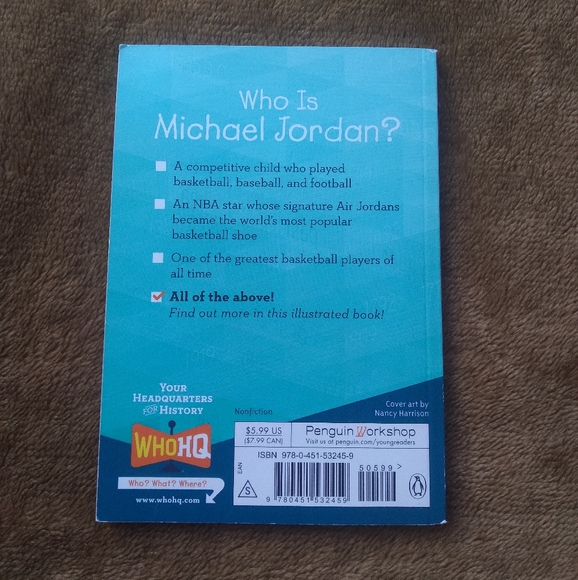 Who Is
Michael Jordan?
A competitive child who played
basketball, baseball, and football
An NBA star whose signature Air Jordans
became the world's most popular
basketball shoe
One of the greatest basketball players of
all time
All of the above!
Find out more in this illustrated book!
YOUR
HEADQUARTERS
FOR HISTORY
WHOHQ
Who? What? Where?
www.whohq.com
Nonfiction
Cover art by
Nancy Harrison
$5.99 US
($7.99 CAN)
Penguin Workshop
Visit us at penguin.com/youngreaders
ISBN 978-0-451-53245-9
EAN
S
50599>
9 780451 532459